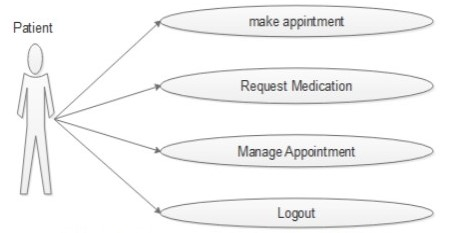 Patient
make appintment
Request Medication
Manage Appointment
Logout